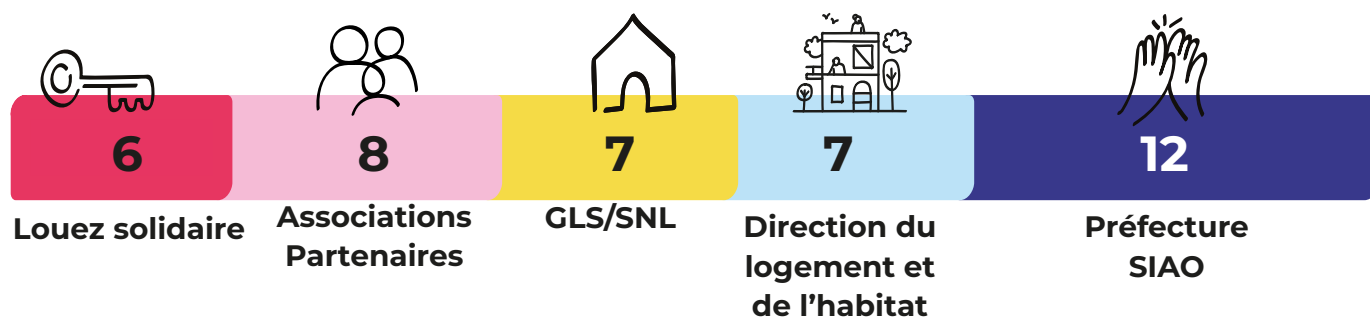 6
8
7
7
12
Louez solidaire
Associations
Partenaires
GLS/SNL
Direction du
logement et
de l'habitat
Préfecture
SIAO